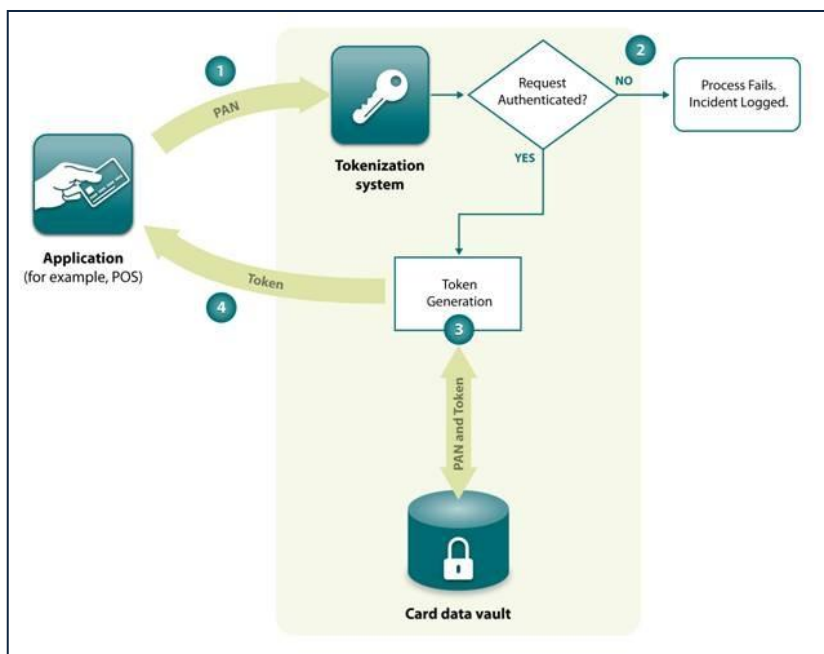 1
PAN
Tokenization
system
Request
Authenticated?
2
NO
Process Fails.
Incident Logged.
YES
Application
(for example, POS)
Token
4
Token
Generation
3
PAN and Token
Card data vault